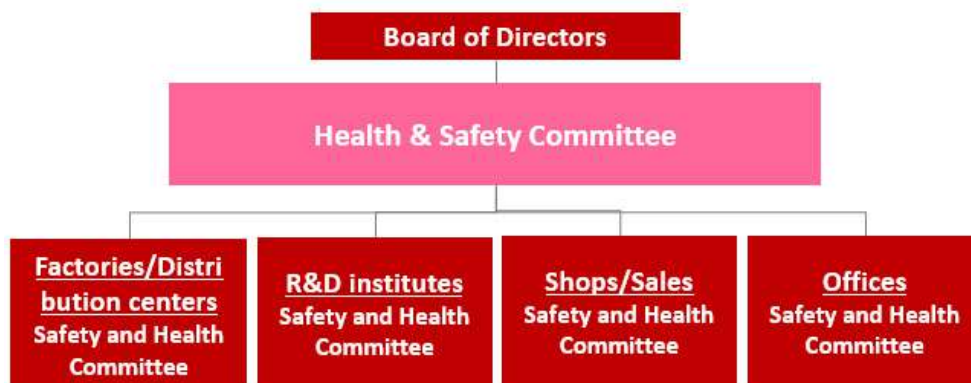 Board of Directors
Health & Safety Committee
Factories/Distri
bution centers
Safety and Health
Committee
R&D institutes
Safety and Health
Committee
Shops/Sales
Safety and Health
Committee
Offices
Safety and Health
Committee